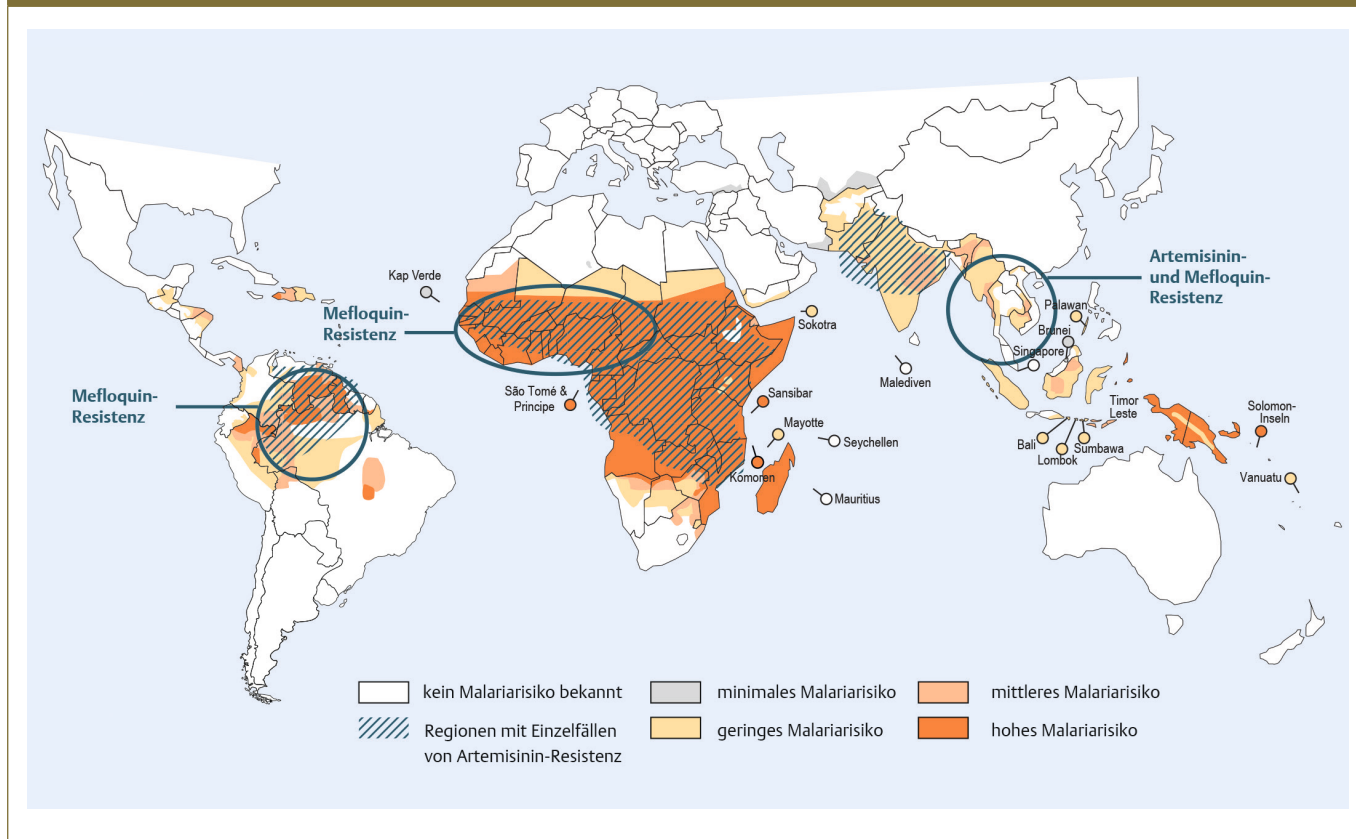 Kap Verde
Mefloquin-
Resistenz
Mefloquin-
Resistenz
São Tomé &
Principe
Sansibar
Mayotte
Komoren
Seychellen
Mauritius
Sokotra
Malediven
Artemisinin-
und Mefloquin-
Resistenz
Palawan
Brunei
Singapore
Timor
Leste
Bali
Lombok
Sumbawa
Solomon-
Inseln
Vanuatu
kein Malariarisiko bekannt
minimales Malariarisiko
mittleres Malariarisiko
Regionen mit Einzelfällen
von Artemisinin-Resistenz
geringes Malariarisiko
hohes Malariarisiko